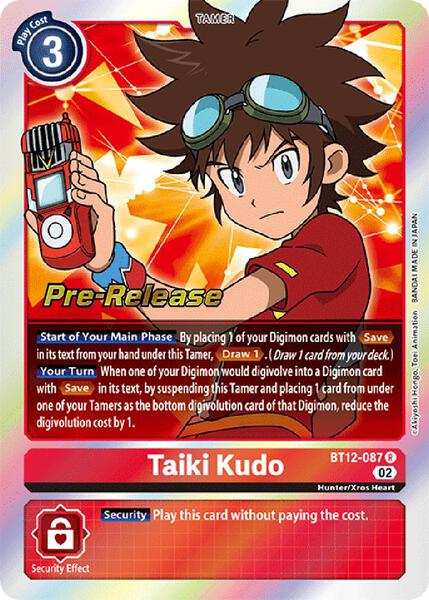 TAMER
Play Cost
3
Pre-Release
Start of Your Main Phase By placing 1 of your Digimon cards with Save
in its text from your hand under this Tamer, Draw 1. (Draw 1 card from your deck.)
Your Turn When one of your Digimon would digivolve into a Digimon card
with Save in its text, by suspending this Tamer and placing 1 card from under
one of your Tamers as the bottom digivolution card of that Digimon, reduce the
digivolution cost by 1.
©Akiyoshi Hongo, Toei Animation BANDAI MADE IN JAPAN
Taiki Kudo
BT12-087 R
02
Hunter/Xros Heart
Security Play this card without paying the cost.
Security Effect